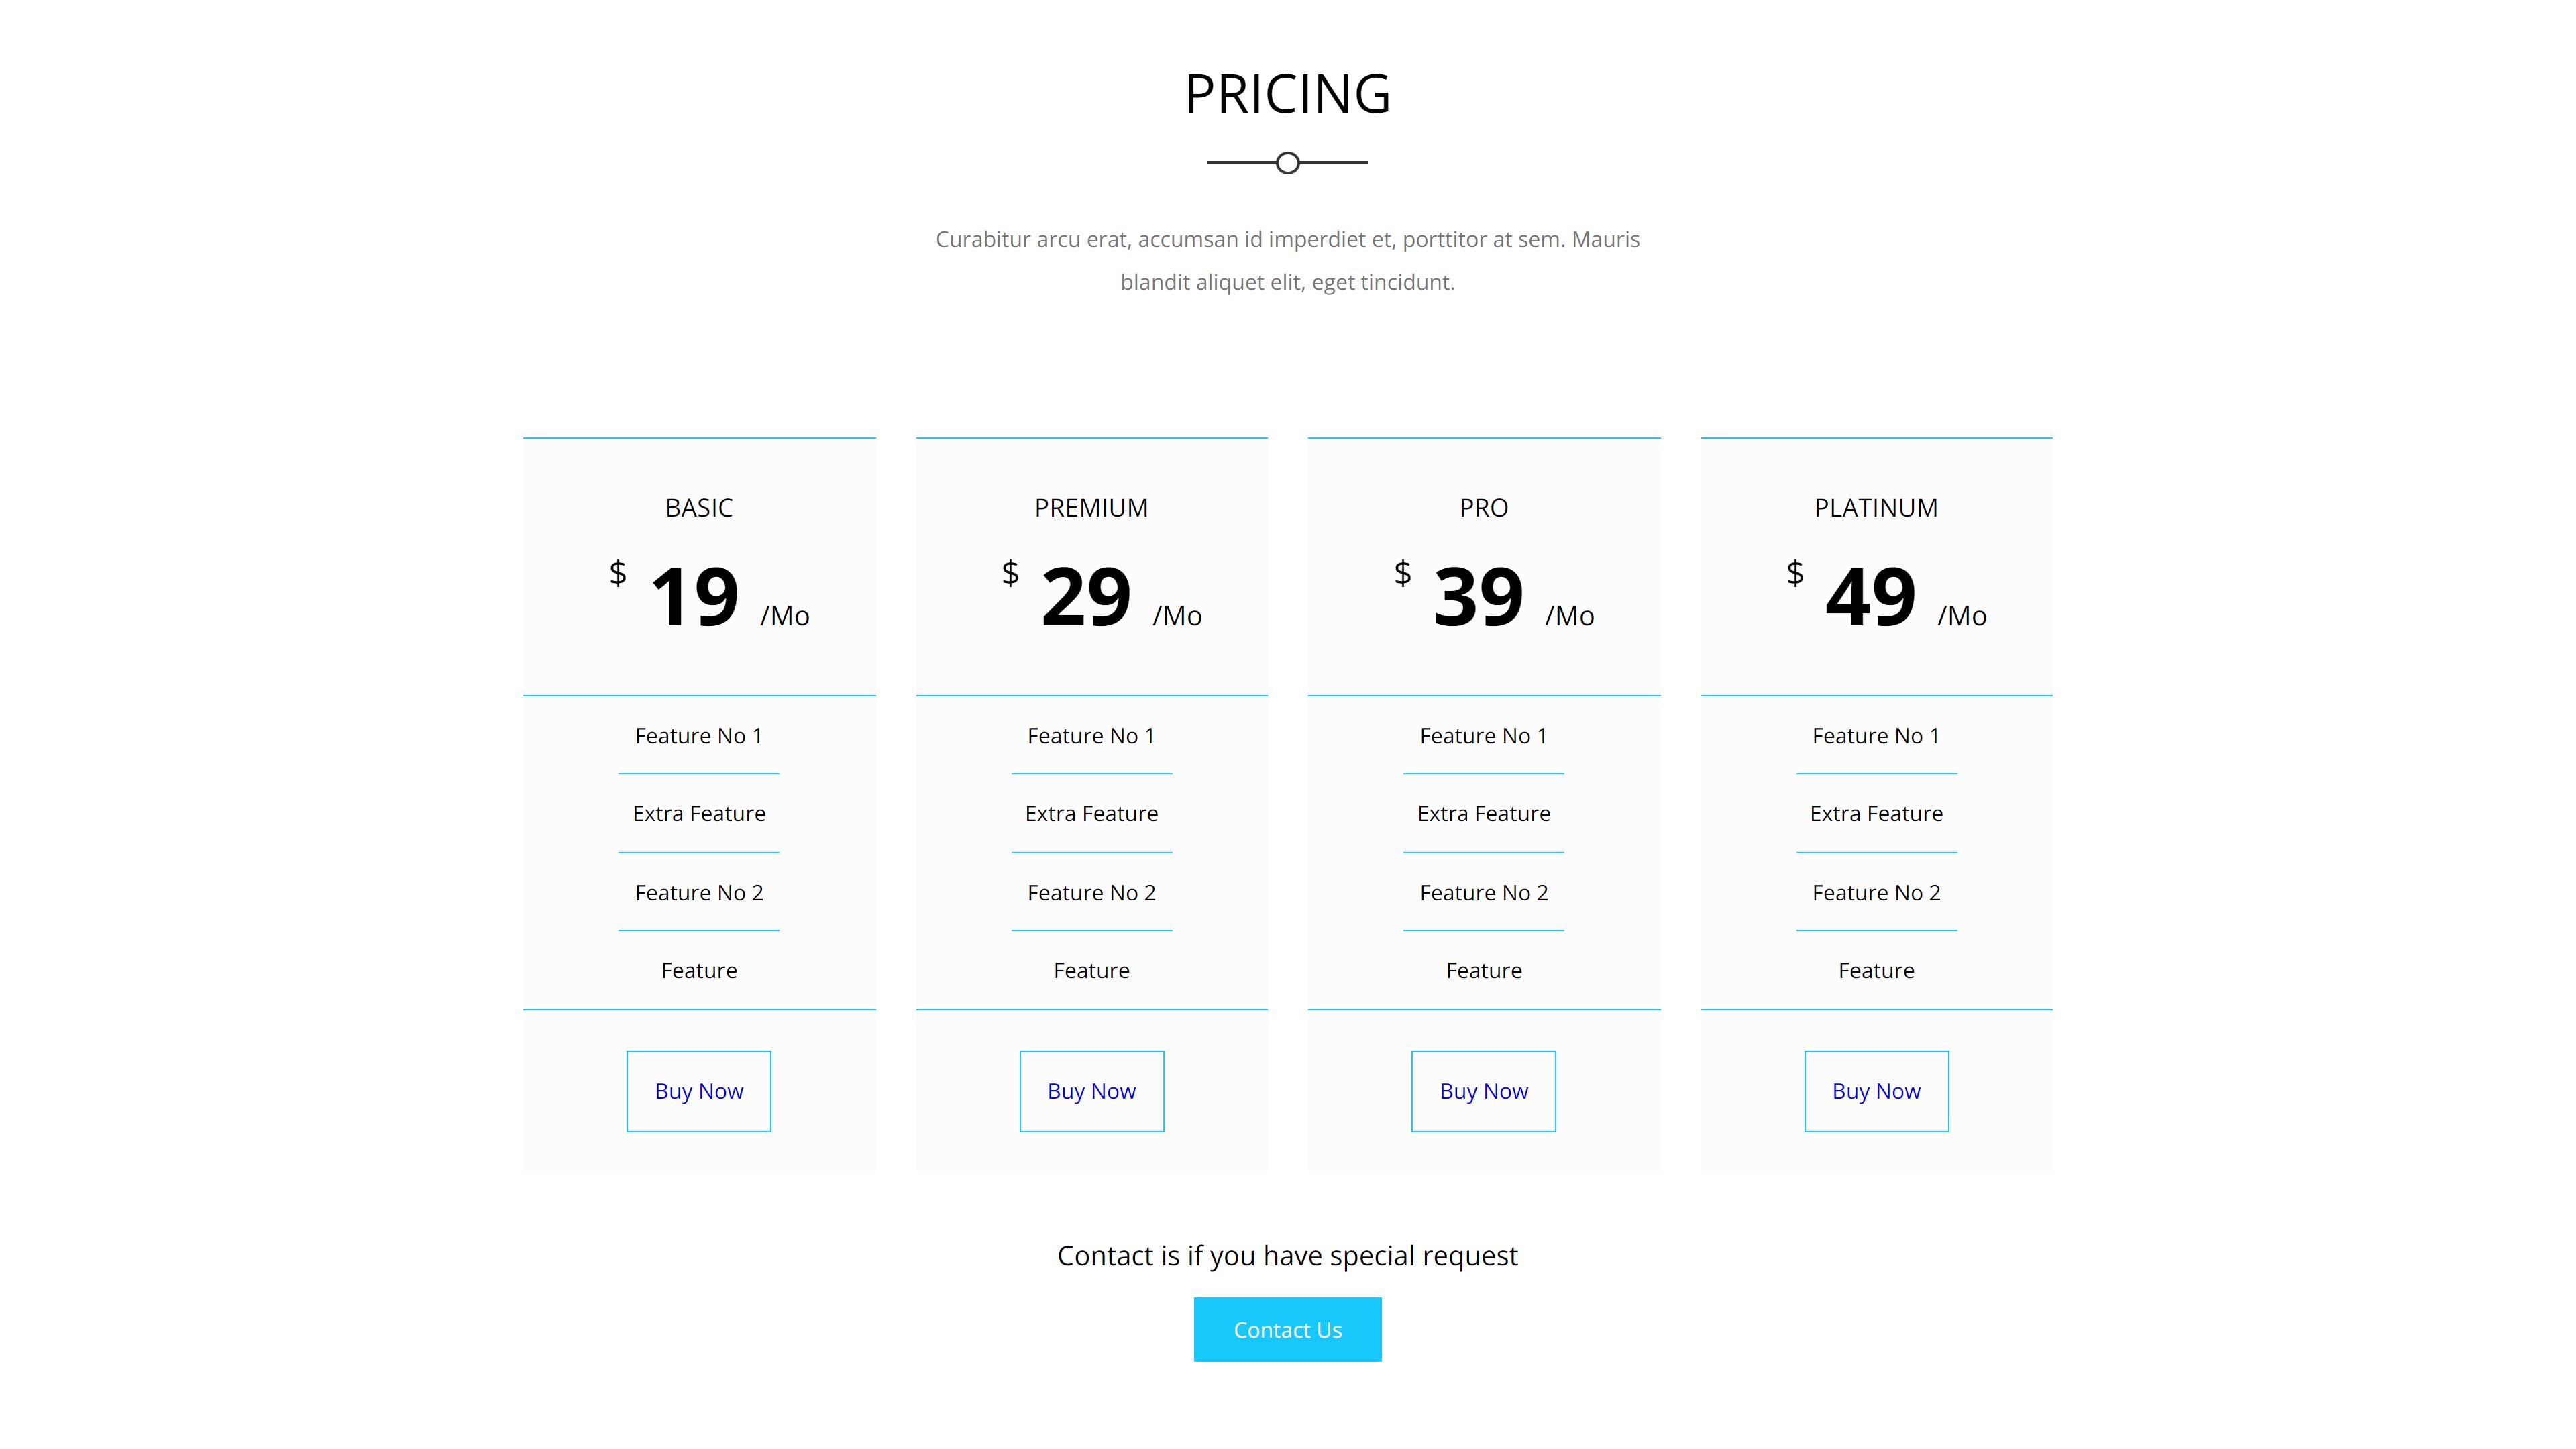 PRICING
Curabitur arcu erat, accumsan id imperdiet et, porttitor at sem. Mauris
blandit aliquet elit, eget tincidunt.
BASIC
$ 19 /Mo
Feature No 1
Extra Feature
Feature No 2
Feature
Buy Now
PREMIUM
$ 29 /Mo
Feature No 1
Extra Feature
Feature No 2
Feature
Buy Now
PRO
$ 39 /Mo
Feature No 1
Extra Feature
Feature No 2
Feature
Buy Now
PLATINUM
$ 49 /Mo
Feature No 1
Extra Feature
Feature No 2
Feature
Buy Now
Contact is if you have special request
Contact Us